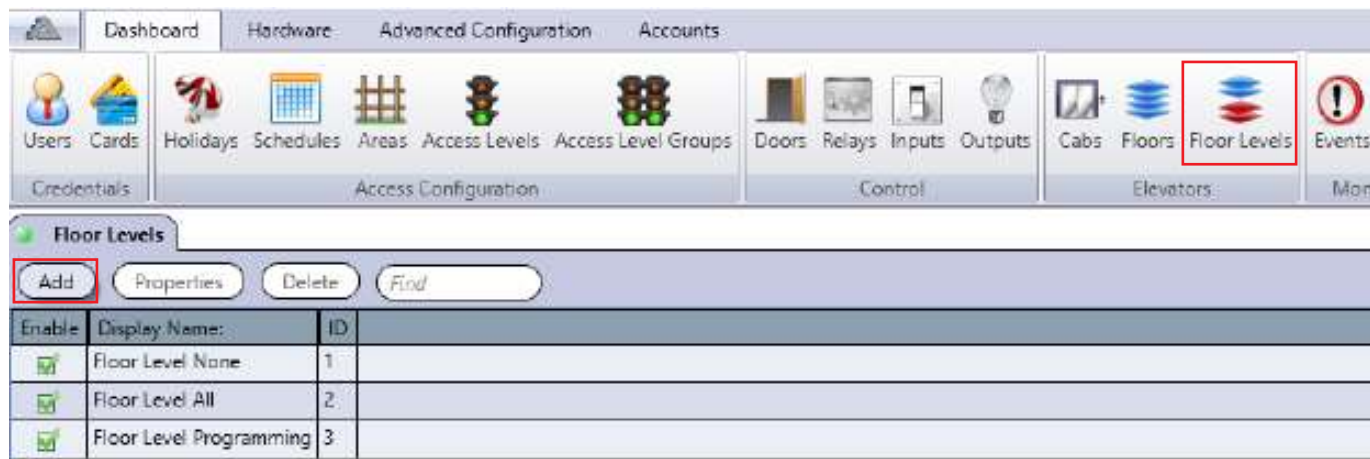 Dashboard Hardware Advanced Configuration Accounts
Users Cards Holidays Schedules Areas Access Levels Access Level Groups Doors Relays Inputs Outputs Cabs Floors Floor Levels Events
Credentials Access Configuration Control Elevators Mon
Floor Levels
Add Properties Delete Find
Enable Display Name: ID
Floor Level None 1
Floor Level All 2
Floor Level Programming 3